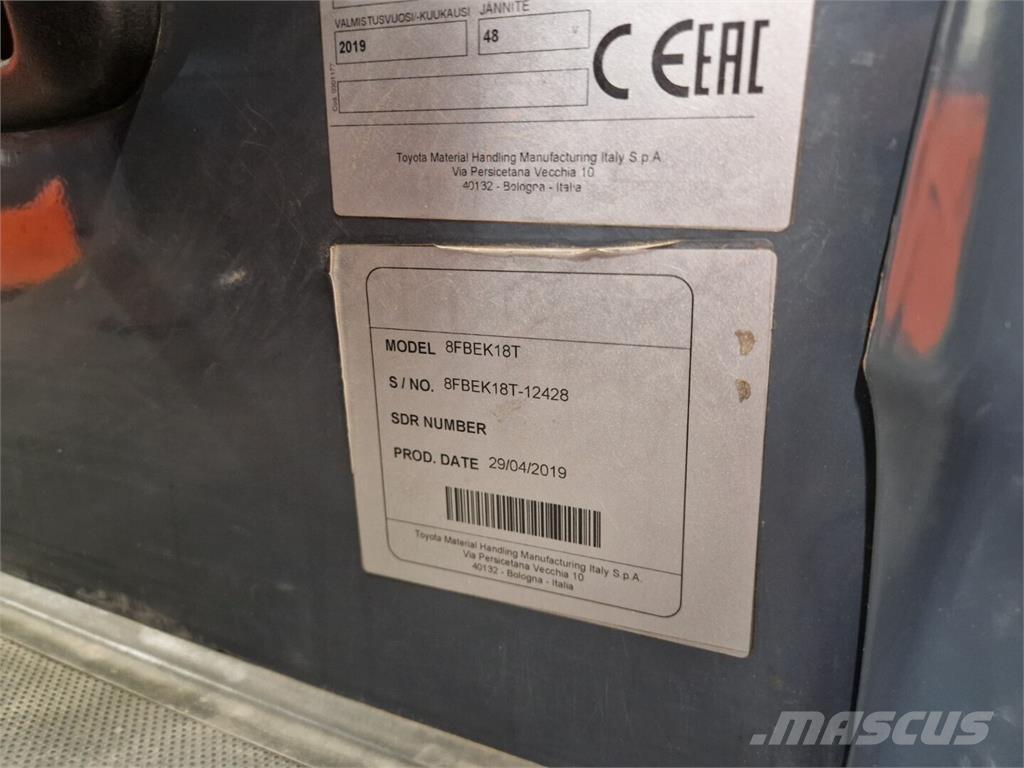 VALMISTUSVUOSI/-KUUKAUSI JÄNNITE
2019 48 V
CE EAC
Toyota Material Handling Manufacturing Italy S.p.A
Via Persicetana Vecchia 10
40132 - Bologna - Italia
MODEL 8FBEK18T
S / NO. 8FBEK18T-12428
SDR NUMBER
PROD. DATE 29/04/2019
Toyota Material Handling Manufacturing Italy S.p.A.
Via Persicetana Vecchia 10
40132 - Bologna - Italia
MASCUS